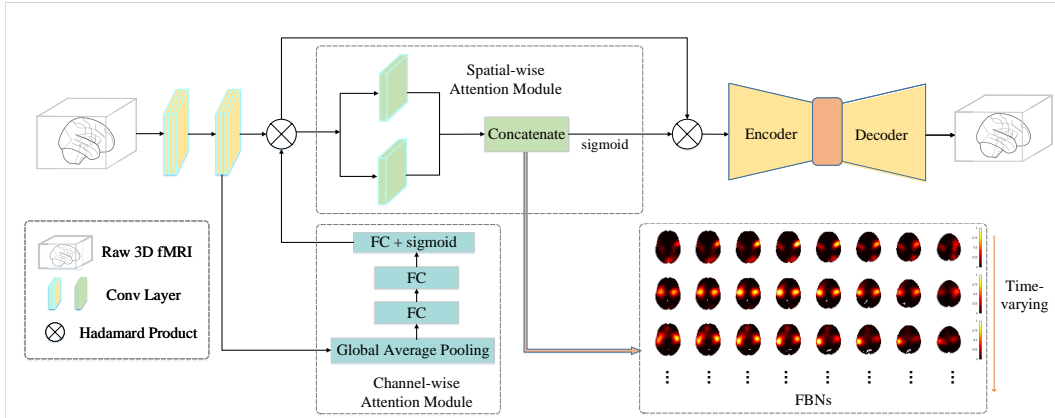 Spatial-wise
Attention Module
Concatenate
sigmoid
Encoder
Decoder
Raw 3D fMRI
Conv Layer
Hadamard Product
FC + sigmoid
FC
FC
Global Average Pooling
Channel-wise
Attention Module
Time-
varying
FBNs